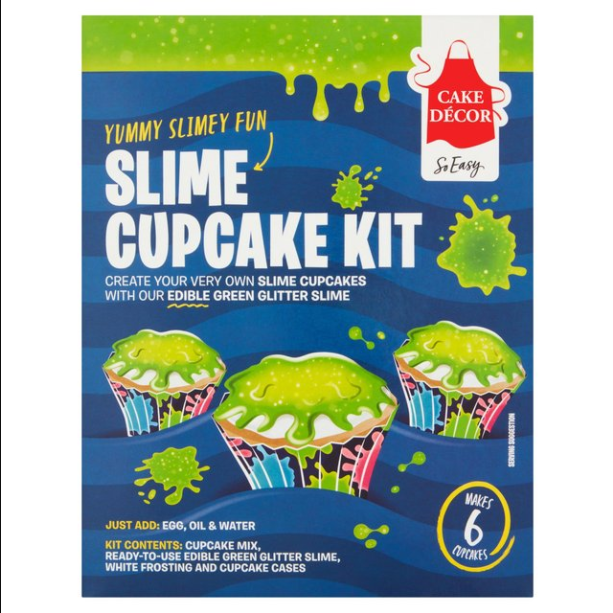 CAKE
DÉCOR
So Easy
YUMMY SLIMEY FUN
SLIME
CUPCAKE KIT
CREATE YOUR VERY OWN SLIME CUPCAKES
WITH OUR EDIBLE GREEN GLITTER SLIME
SERVING SUGGESTION
JUST ADD: EGG, OIL & WATER
KIT CONTENTS: CUPCAKE MIX,
READY-TO-USE EDIBLE GREEN GLITTER SLIME,
WHITE FROSTING AND CUPCAKE CASES
MAKES
6
CUPCAKES